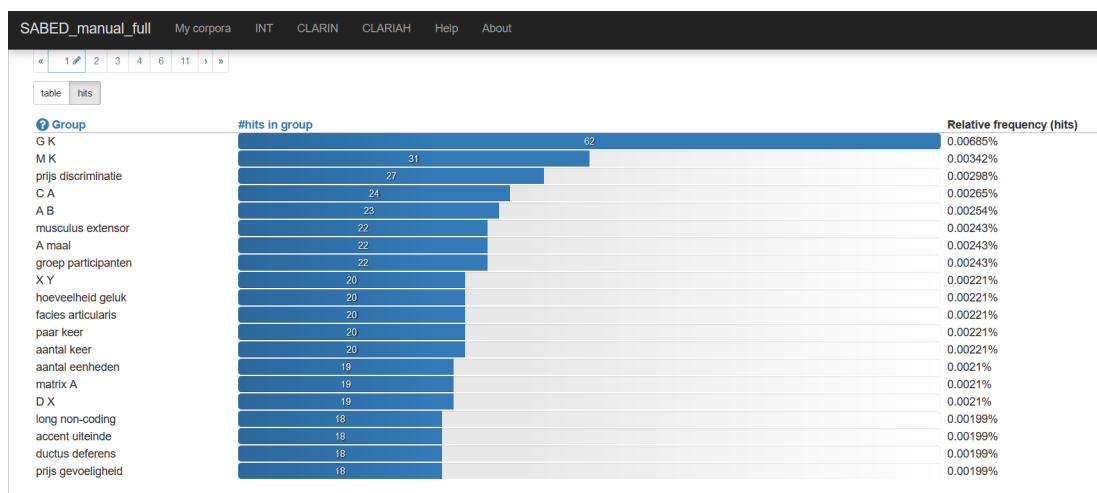 SABED_manual_full My corpora INT CLARIN CLARIAH Help About
« 1 2 3 4 6 11 › »
table hits
? Group #hits in group Relative frequency (hits)
G K 62 0.00685%
M K 31 0.00342%
prijs discriminatie 27 0.00298%
C A 24 0.00265%
A B 23 0.00254%
musculus extensor 22 0.00243%
A maal 22 0.00243%
groep participanten 22 0.00243%
X Y 20 0.00221%
hoeveelheid geluk 20 0.00221%
facies articularis 20 0.00221%
paar keer 20 0.00221%
aantal keer 20 0.00221%
aantal eenheden 19 0.0021%
matrix A 19 0.0021%
D X 19 0.0021%
long non-coding 18 0.00199%
accent uiteinde 18 0.00199%
ductus deferens 18 0.00199%
prijs gevoeligheid 18 0.00199%